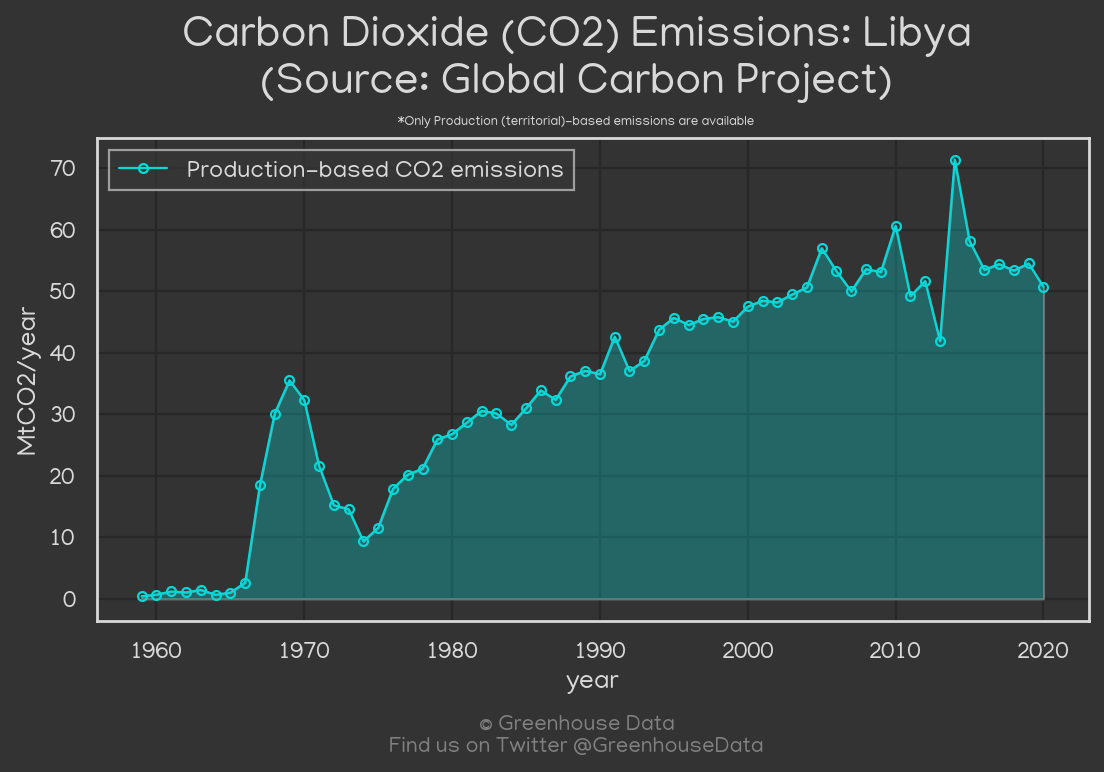 Carbon Dioxide (CO2) Emissions: Libya
(Source: Global Carbon Project)
*Only Production (territorial)-based emissions are available
Production-based CO2 emissions
70
60
50
40
30
20
10
0
MtCO2/year
1960 1970 1980 1990 2000 2010 2020
year
© Greenhouse Data
Find us on Twitter @GreenhouseData